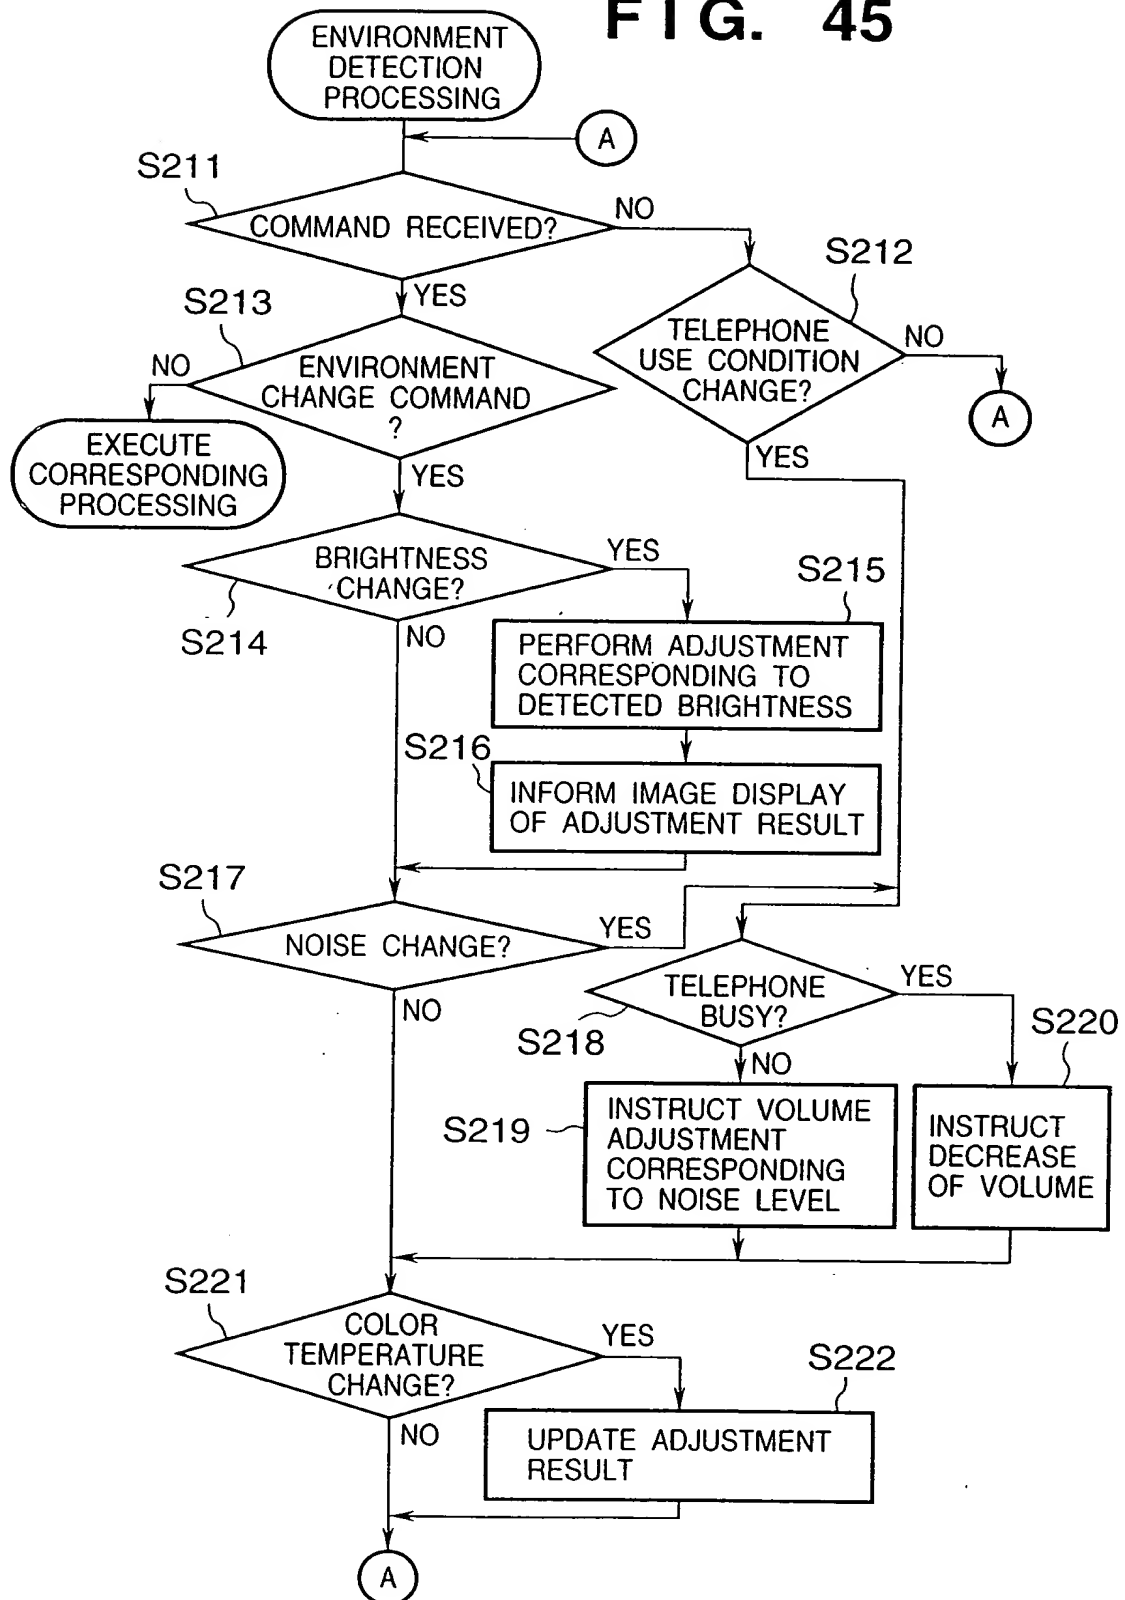 FIG. 45
ENVIRONMENT
DETECTION
PROCESSING
A
S211
COMMAND RECEIVED?
NO
S212
YES
S213
TELEPHONE
USE CONDITION
CHANGE?
NO
NO
ENVIRONMENT
CHANGE COMMAND
?
A
EXECUTE
CORRESPONDING
PROCESSING
YES
YES
BRIGHTNESS
CHANGE?
YES
S215
S214
NO
PERFORM ADJUSTMENT
CORRESPONDING TO
DETECTED BRIGHTNESS
S216
INFORM IMAGE DISPLAY
OF ADJUSTMENT RESULT
S217
NOISE CHANGE?
YES
NO
TELEPHONE
BUSY?
YES
S218
S220
NO
S219
INSTRUCT VOLUME
ADJUSTMENT
CORRESPONDING
TO NOISE LEVEL
INSTRUCT
DECREASE
OF VOLUME
S221
COLOR
TEMPERATURE
CHANGE?
YES
S222
NO
UPDATE ADJUSTMENT
RESULT
A